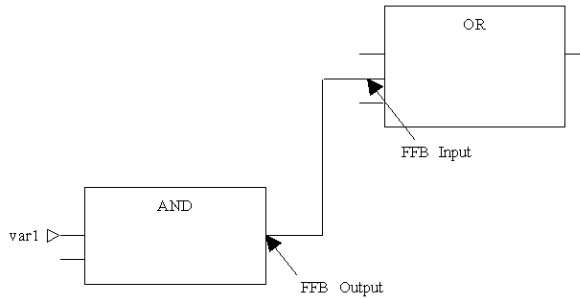 OR
FFB Input
AND
var1
FFB Output